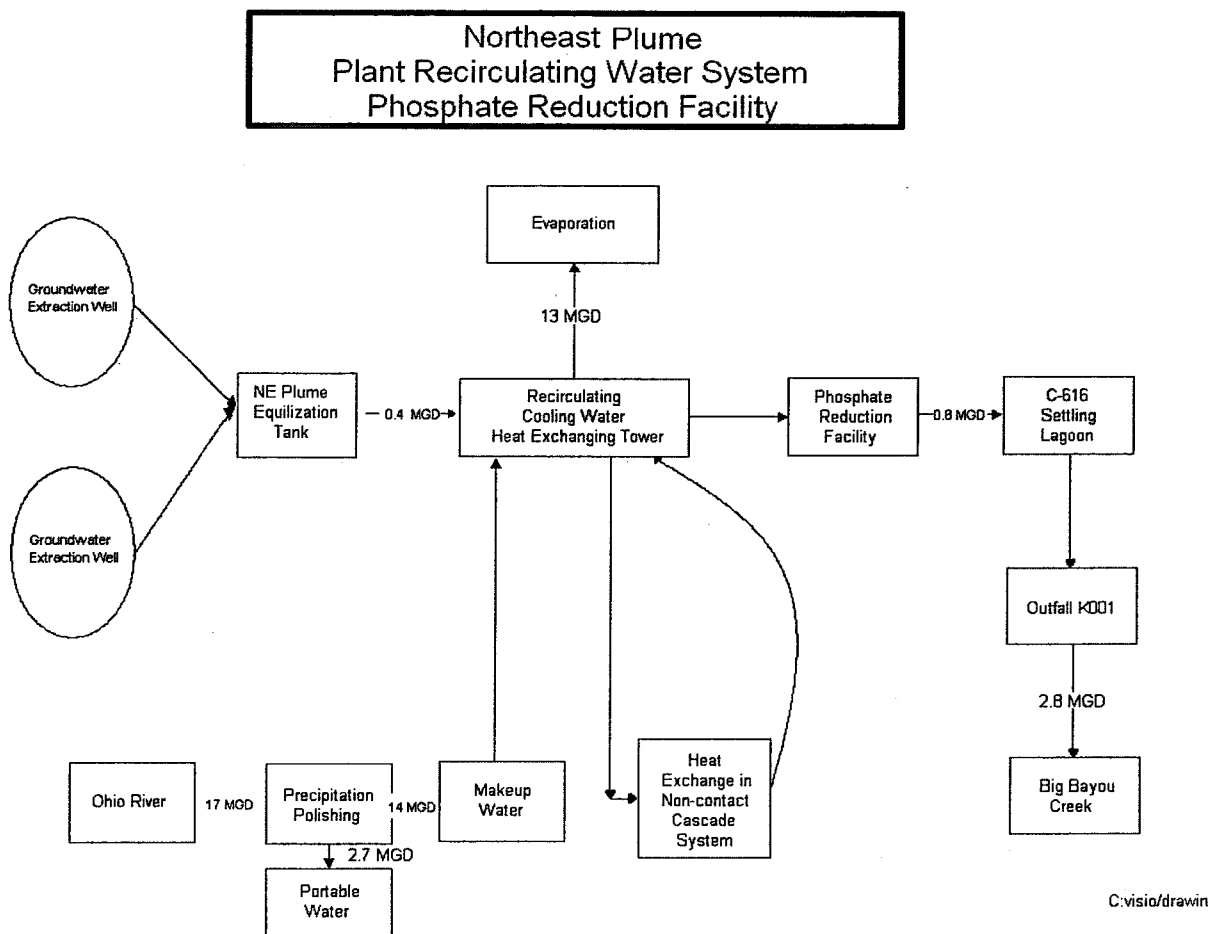 Northeast Plume
Plant Recirculating Water System
Phosphate Reduction Facility
Evaporation
13 MGD
Groundwater
Extraction Well
Groundwater
Extraction Well
NE Plume
Equilization
Tank
0.4 MGD
Recirculating
Cooling Water
Heat Exchanging Tower
Phosphate
Reduction
Facility
0.8 MGD
C-616
Settling
Lagoon
Outfall K001
2.8 MGD
Big Bayou
Creek
Ohio River
17 MGD
Precipitation
Polishing
14 MGD
Makeup
Water
Heat
Exchange in
Non-contact
Cascade
System
2.7 MGD
Portable
Water
C:visio/drawin